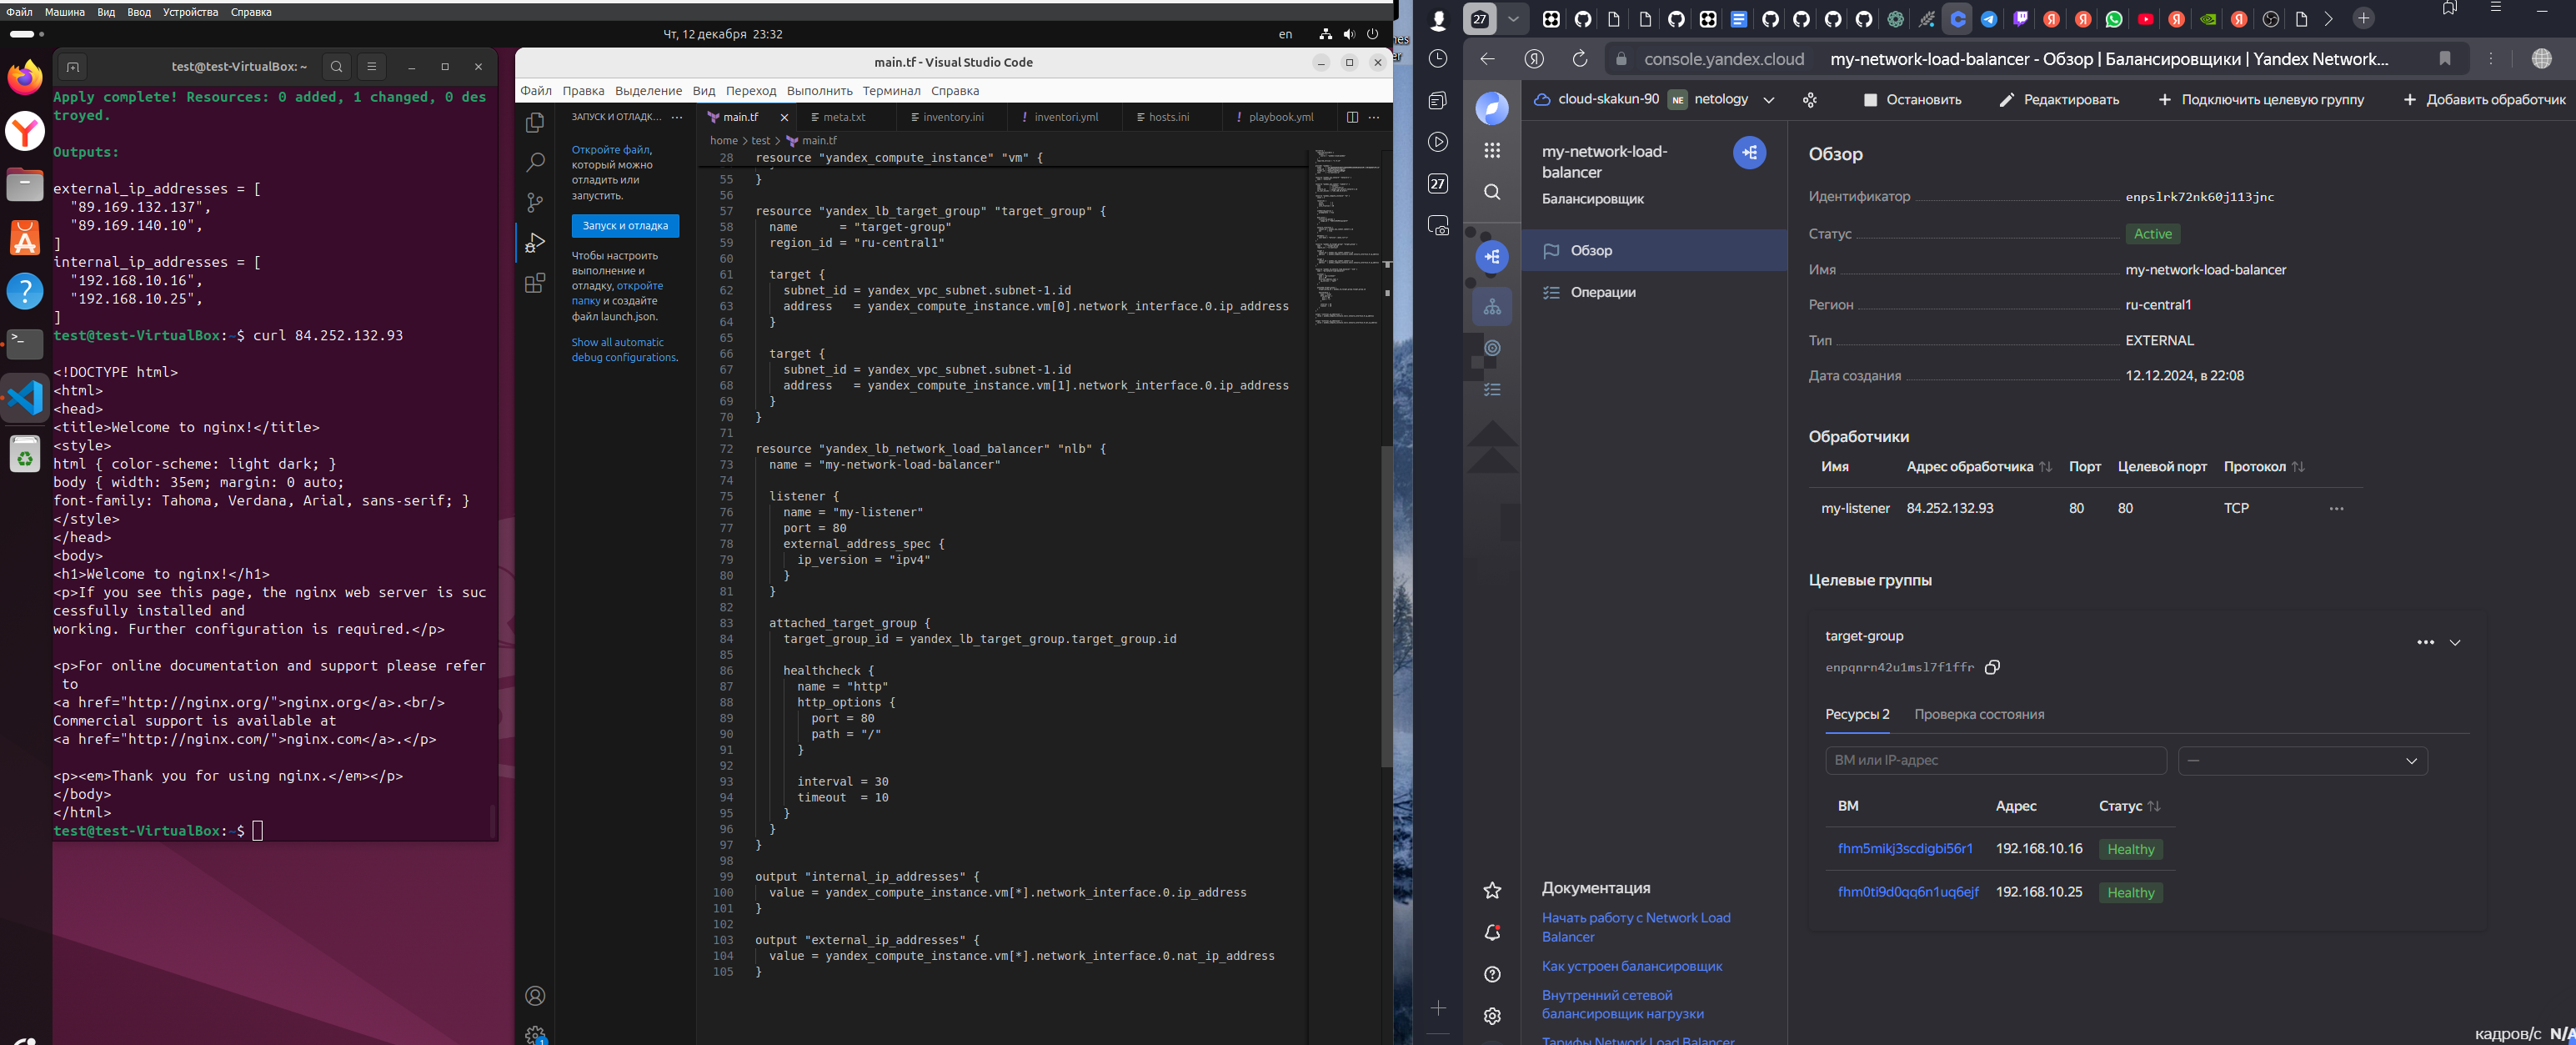 Файл Машина Вид Ввод Устройства Справка
Чт, 12 декабря 23:32
en
test@test-VirtualBox: ~
Apply complete! Resources: 0 added, 1 changed, 0 des
troyed.
Outputs:
external_ip_addresses = [
"89.169.132.137",
"89.169.140.10",
]
internal_ip_addresses = [
"192.168.10.16",
"192.168.10.25",
]
test@test-VirtualBox:~$ curl 84.252.132.93
<!DOCTYPE html>
<html>
<head>
<title>Welcome to nginx!</title>
<style>
html { color-scheme: light dark; }
body { width: 35em; margin: 0 auto;
font-family: Tahoma, Verdana, Arial, sans-serif; }
</style>
</head>
<body>
<h1>Welcome to nginx!</h1>
<p>If you see this page, the nginx web server is suc
cessfully installed and
working. Further configuration is required.</p>
<p>For online documentation and support please refer
to
<a href="http://nginx.org/">nginx.org</a>.<br/>
Commercial support is available at
<a href="http://nginx.com/">nginx.com</a>.</p>
<p><em>Thank you for using nginx.</em></p>
</body>
</html>
test@test-VirtualBox:~$
main.tf - Visual Studio Code
Файл Правка Выделение Вид Переход Выполнить Терминал Справка
ЗАПУСК И ОТЛАДК... ···
Откройте файл,
который можно
отладить или
запустить.
Запуск и отладка
Чтобы настроить
выполнение и
отладку, откройте
папку и создайте
файл launch.json.
Show all automatic
debug configurations.
main.tf meta.txt inventory.ini ! inventori.yml hosts.ini ! playbook.yml
home > test > main.tf
28 resource "yandex_compute_instance" "vm" {
55 }
56
57 resource "yandex_lb_target_group" "target_group" {
58 name = "target-group"
59 region_id = "ru-central1"
60
61 target {
62 subnet_id = yandex_vpc_subnet.subnet-1.id
63 address = yandex_compute_instance.vm[0].network_interface.0.ip_address
64 }
65
66 target {
67 subnet_id = yandex_vpc_subnet.subnet-1.id
68 address = yandex_compute_instance.vm[1].network_interface.0.ip_address
69 }
70 }
71
72 resource "yandex_lb_network_load_balancer" "nlb" {
73 name = "my-network-load-balancer"
74
75 listener {
76 name = "my-listener"
77 port = 80
78 external_address_spec {
79 ip_version = "ipv4"
80 }
81 }
82
83 attached_target_group {
84 target_group_id = yandex_lb_target_group.target_group.id
85
86 healthcheck {
87 name = "http"
88 http_options {
89 port = 80
90 path = "/"
91 }
92
93 interval = 30
94 timeout = 10
95 }
96 }
97 }
98
99 output "internal_ip_addresses" {
100 value = yandex_compute_instance.vm[*].network_interface.0.ip_address
101 }
102
103 output "external_ip_addresses" {
104 value = yandex_compute_instance.vm[*].network_interface.0.nat_ip_address
105 }
1
27
27
console.yandex.cloud my-network-load-balancer - Обзор | Балансировщики | Yandex Network...
cloud-skakun-90 NE netology Остановить Редактировать + Подключить целевую группу + Добавить обработчик
my-network-load-
balancer
Балансировщик
Обзор
Операции
Документация
Начать работу с Network Load
Balancer
Как устроен балансировщик
Внутренний сетевой
балансировщик нагрузки
Тарифы Network Load Balancer
Обзор
Идентификатор enpslrk72nk60j113jnc
Статус Active
Имя my-network-load-balancer
Регион ru-central1
Тип EXTERNAL
Дата создания 12.12.2024, в 22:08
Обработчики
Имя Адрес обработчика Порт Целевой порт Протокол
my-listener 84.252.132.93 80 80 TCP ···
Целевые группы
target-group
enpqnrn42u1msl7f1ffr
Ресурсы 2 Проверка состояния
ВМ или IP-адрес —
ВМ Адрес Статус
fhm5mikj3scdigbi56r1 192.168.10.16 Healthy
fhm0ti9d0qq6n1uq6ejf 192.168.10.25 Healthy
кадров/с N/A